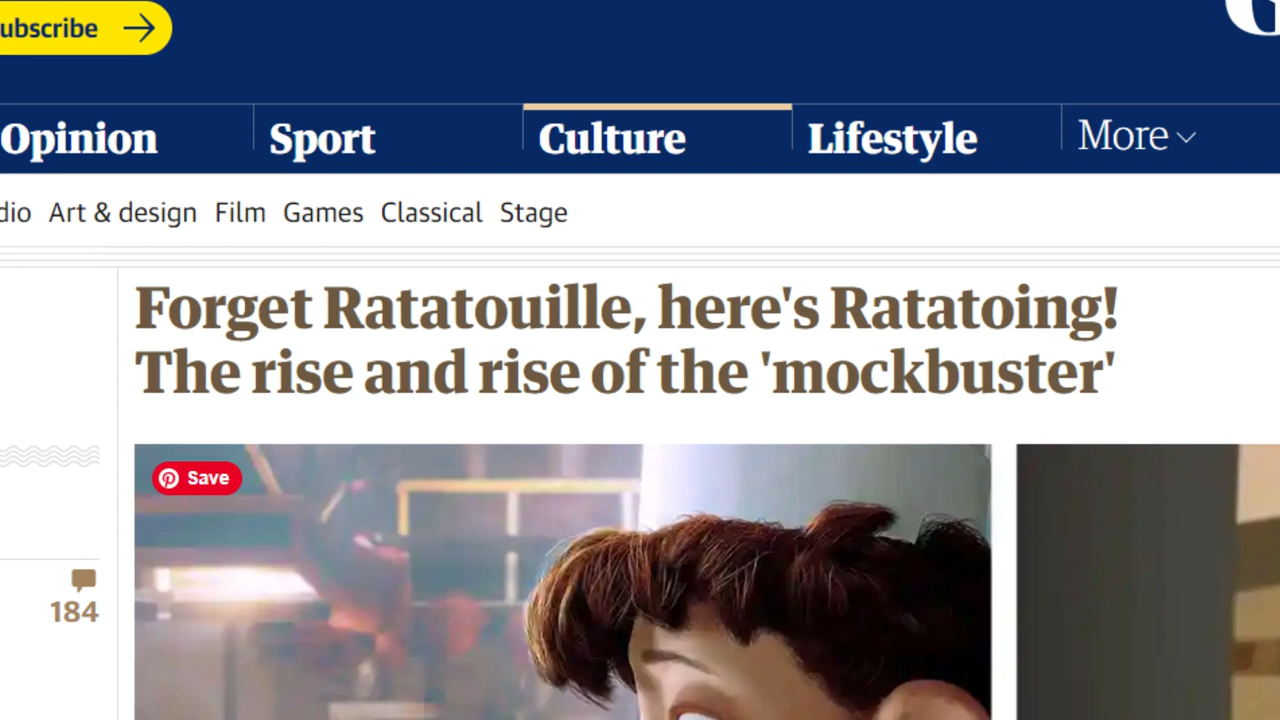 ubscribe
Opinion Sport Culture Lifestyle More
dio Art & design Film Games Classical Stage
Forget Ratatouille, here's Ratatoing!
The rise and rise of the 'mockbuster'
Save
184